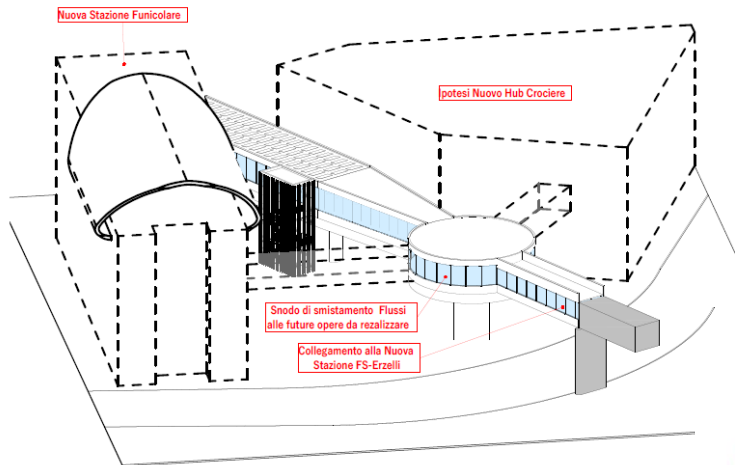 Nuova Stazione Funicolare
Ipotesi Nuovo Hub Crociere
Snodo di smistamento Flussi
alle future opere da rezalizzare
Collegamento alla Nuova
Stazione FS-Erzelli